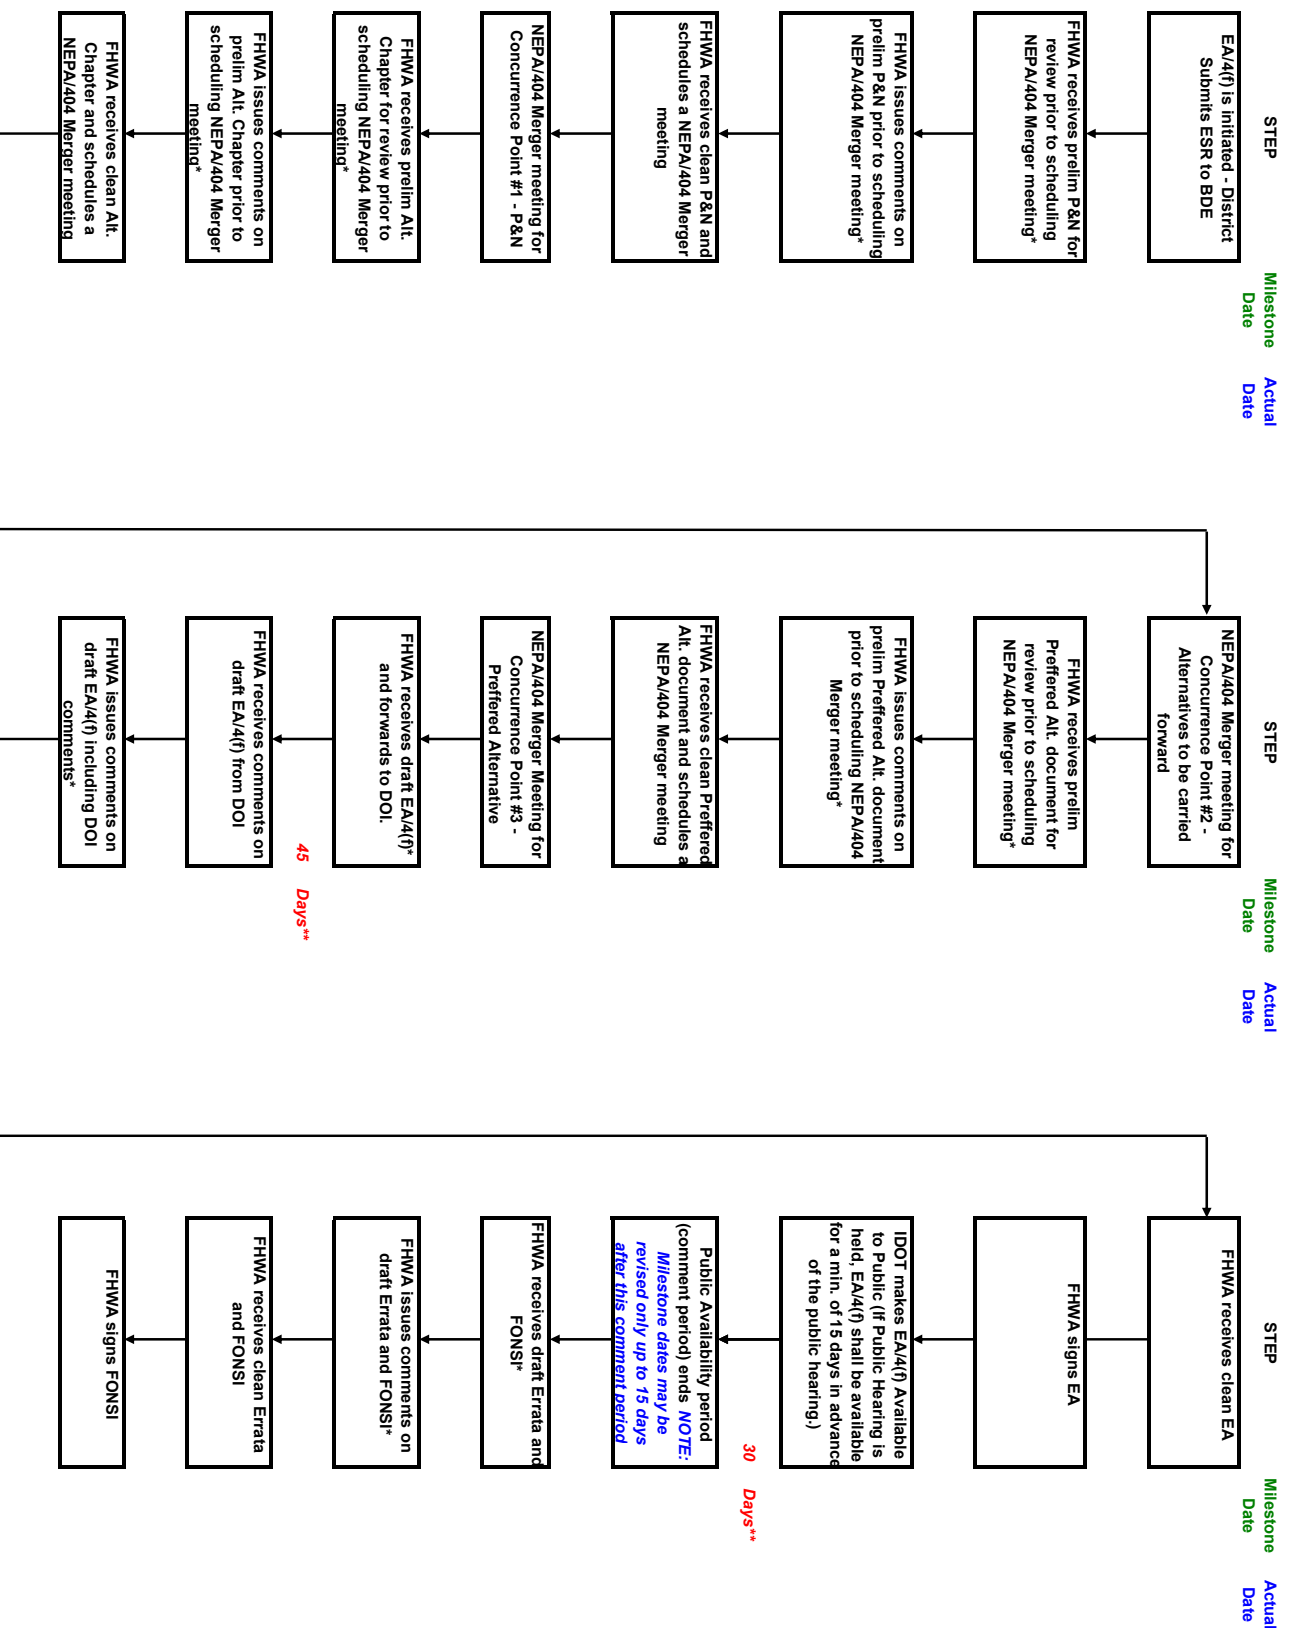 STEP
Milestone
Date
Actual
Date
EA/4(f) is initiated - District
Submits ESR to BDE
FHWA receives prelim P&N for
review prior to scheduling
NEPA/404 Merger meeting*
FHWA issues comments on
prelim P&N prior to scheduling
NEPA/404 Merger meeting*
FHWA receives clean P&N and
schedules a NEPA/404 Merger
meeting
NEPA/404 Merger meeting for
Concurrence Point #1 - P&N
FHWA receives prelim Alt.
Chapter for review prior to
scheduling NEPA/404 Merger
meeting*
FHWA issues comments on
prelim Alt. Chapter prior to
scheduling NEPA/404 Merger
meeting*
FHWA receives clean Alt.
Chapter and schedules a
NEPA/404 Merger meeting
STEP
Milestone
Date
Actual
Date
NEPA/404 Merger meeting for
Concurrence Point #2 -
Alternatives to be carried
forward
FHWA receives prelim
Preffered Alt. document for
review prior to scheduling
NEPA/404 Merger meeting*
FHWA issues comments on
prelim Preffered Alt. document
prior to scheduling NEPA/404
Merger meeting*
FHWA receives clean Preffered
Alt. document and schedules a
NEPA/404 Merger meeting
NEPA/404 Merger Meeting for
Concurrence Point #3 -
Preffered Alternative
FHWA receives draft EA/4(f)*
and forwards to DOI.
45 Days**
FHWA receives comments on
draft EA/4(f) from DOI
FHWA issues comments on
draft EA/4(f) including DOI
comments*
STEP
Milestone
Date
Actual
Date
FHWA receives clean EA
FHWA signs EA
IDOT makes EA/4(f) Available
to Public (If Public Hearing is
held, EA/4(f) shall be available
for a min. of 15 days in advance
of the public hearing.)
30 Days**
Public Availability period
(comment period) ends NOTE:
Milestone dates may be
revised only up to 15 days
after this comment period
FHWA receives draft Errata and
FONSI*
FHWA issues comments on
draft Errata and FONSI*
FHWA receives clean Errata
and FONSI
FHWA signs FONSI